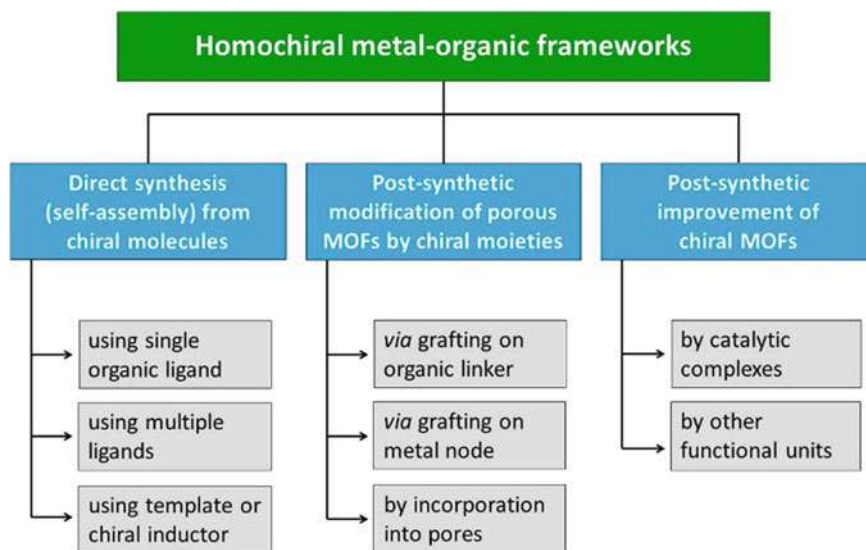 Homochiral metal-organic frameworks
Direct synthesis
(self-assembly) from
chiral molecules
using single
organic ligand
using multiple
ligands
using template or
chiral inductor
Post-synthetic
modification of porous
MOFs by chiral moieties
via grafting on
organic linker
via grafting on
metal node
by incorporation
into pores
Post-synthetic
improvement of
chiral MOFs
by catalytic
complexes
by other
functional units